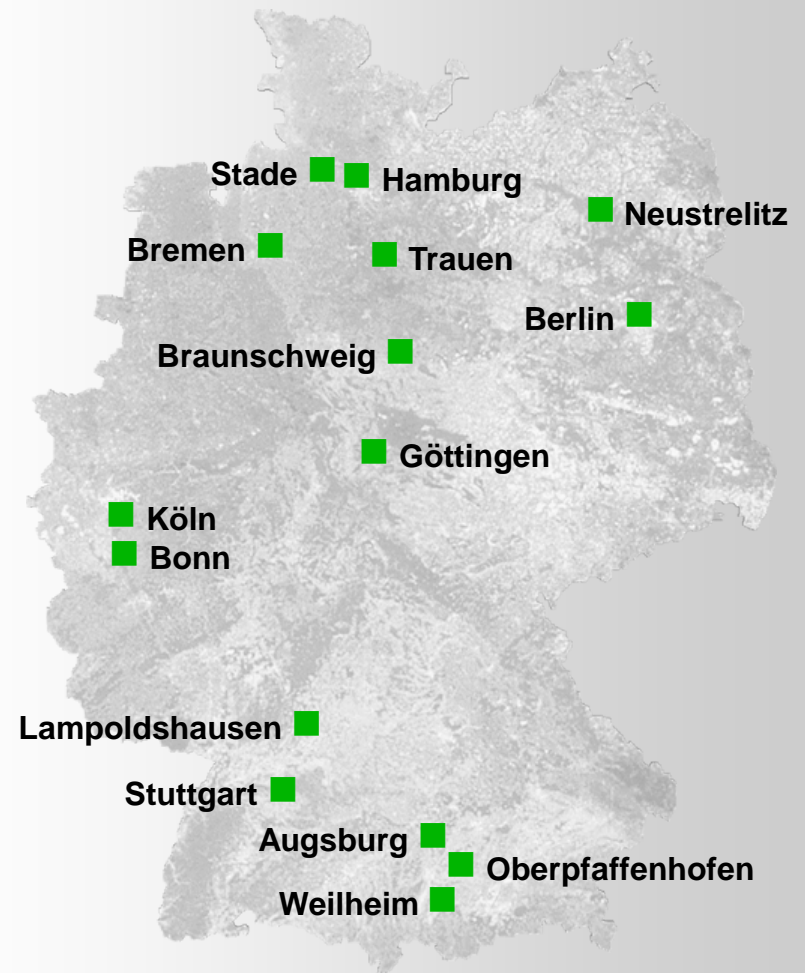 Stade
Hamburg
Neustrelitz
Bremen
Trauen
Berlin
Braunschweig
Göttingen
Köln
Bonn
Lampoldshausen
Stuttgart
Augsburg
Oberpfaffenhofen
Weilheim